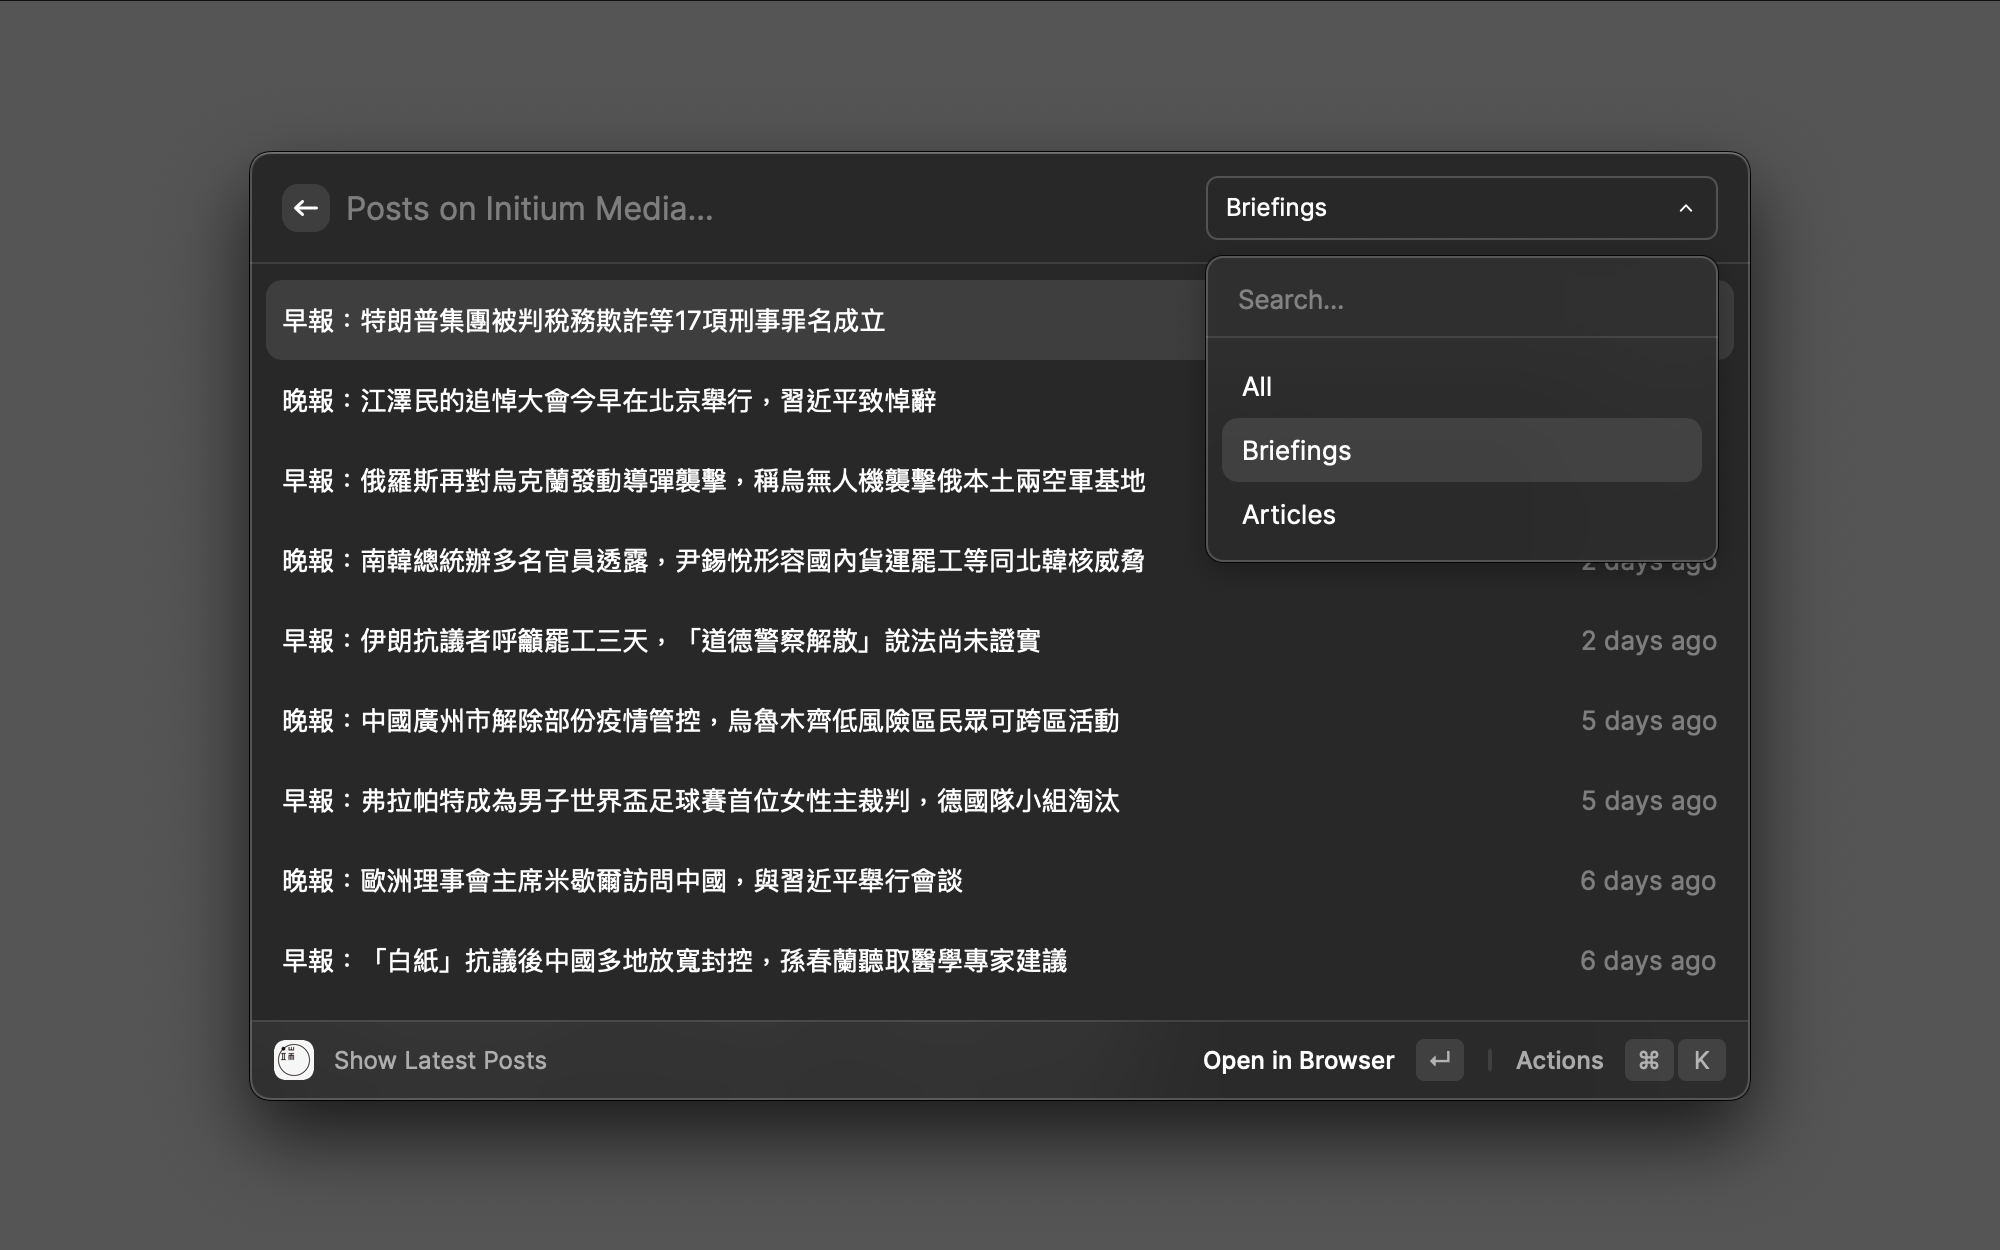 Posts on Initium Media...
Briefings
Search...
All
Briefings
Articles
早報：特朗普集團被判稅務欺詐等17項刑事罪名成立
晚報：江澤民的追悼大會今早在北京舉行，習近平致悼辭
早報：俄羅斯再對烏克蘭發動導彈襲擊，稱烏無人機襲擊俄本土兩空軍基地
晚報：南韓總統辦多名官員透露，尹錫悅形容國內貨運罷工等同北韓核威脅
2 days ago
早報：伊朗抗議者呼籲罷工三天，「道德警察解散」說法尚未證實
2 days ago
晚報：中國廣州市解除部份疫情管控，烏魯木齊低風險區民眾可跨區活動
5 days ago
早報：弗拉帕特成為男子世界盃足球賽首位女性主裁判，德國隊小組淘汰
5 days ago
晚報：歐洲理事會主席米歇爾訪問中國，與習近平舉行會談
6 days ago
早報：「白紙」抗議後中國多地放寬封控，孫春蘭聽取醫學專家建議
6 days ago
Show Latest Posts
Open in Browser
Actions ⌘ K